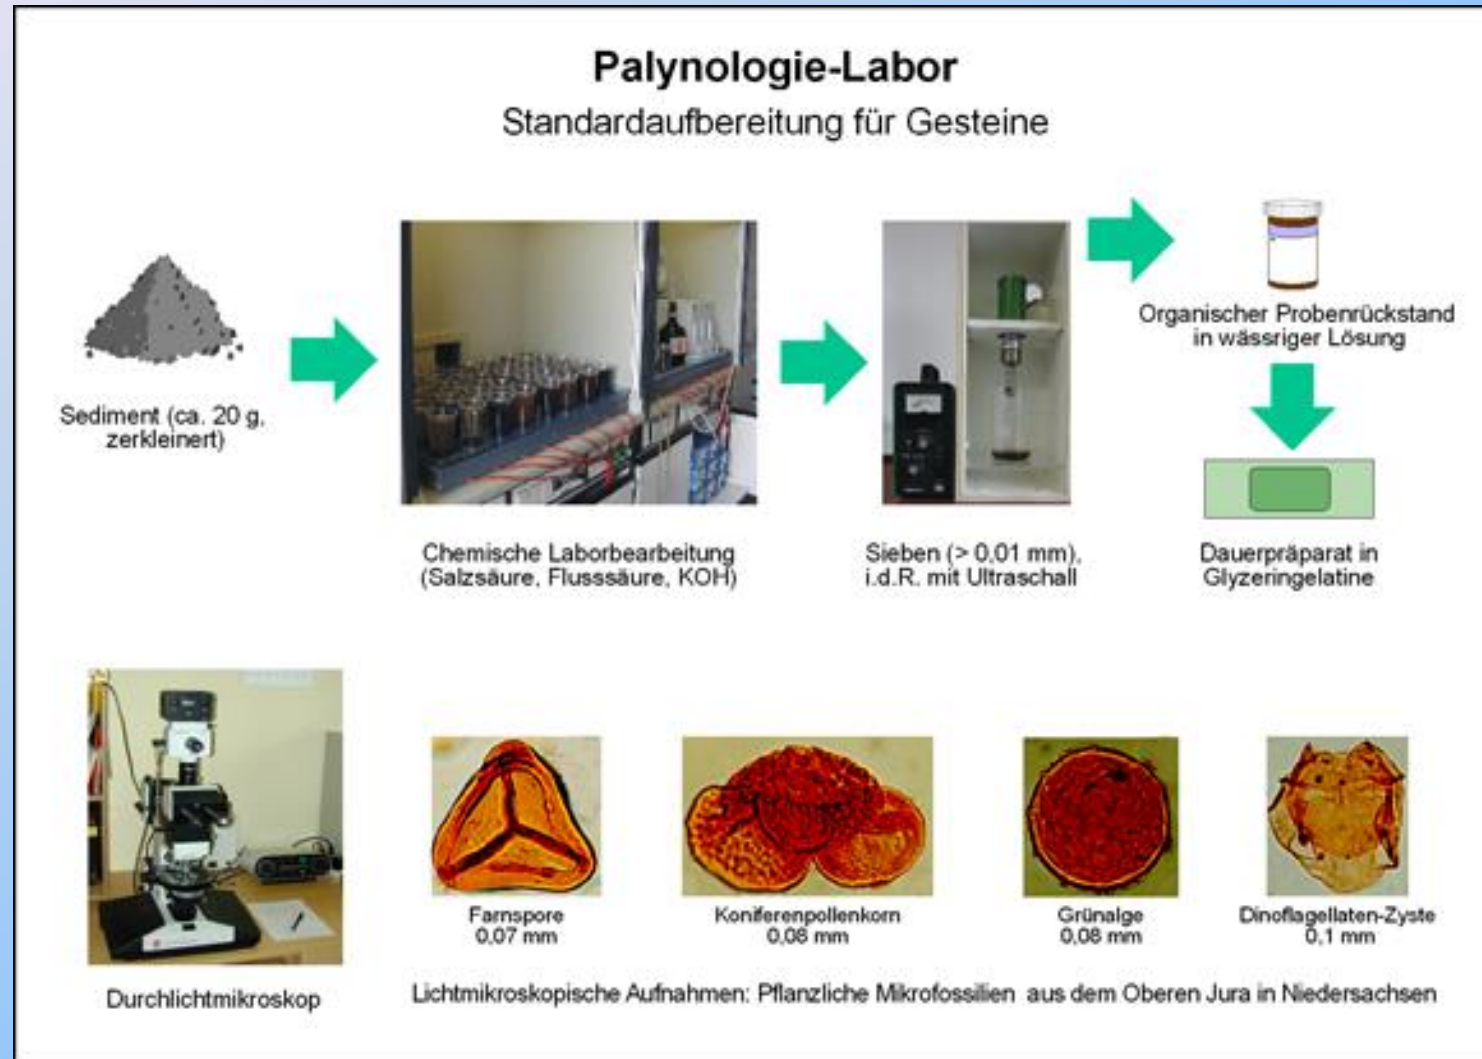 Palynologie-Labor
Standardaufbereitung für Gesteine
Sediment (ca. 20 g,
zerkleinert)
Chemische Laborbearbeitung
(Salzsäure, Flusssäure, KOH)
Sieben (> 0,01 mm),
i.d.R. mit Ultraschall
Organischer Probenrückstand
in wässriger Lösung
Dauerpräparat in
Glyzeringelatine
Durchlichtmikroskop
Farnspore
0,07 mm
Koniferenpollenkorn
0,08 mm
Grünalge
0,08 mm
Dinoflagellaten-Zyste
0,1 mm
Lichtmikroskopische Aufnahmen: Pflanzliche Mikrofossilien aus dem Oberen Jura in Niedersachsen